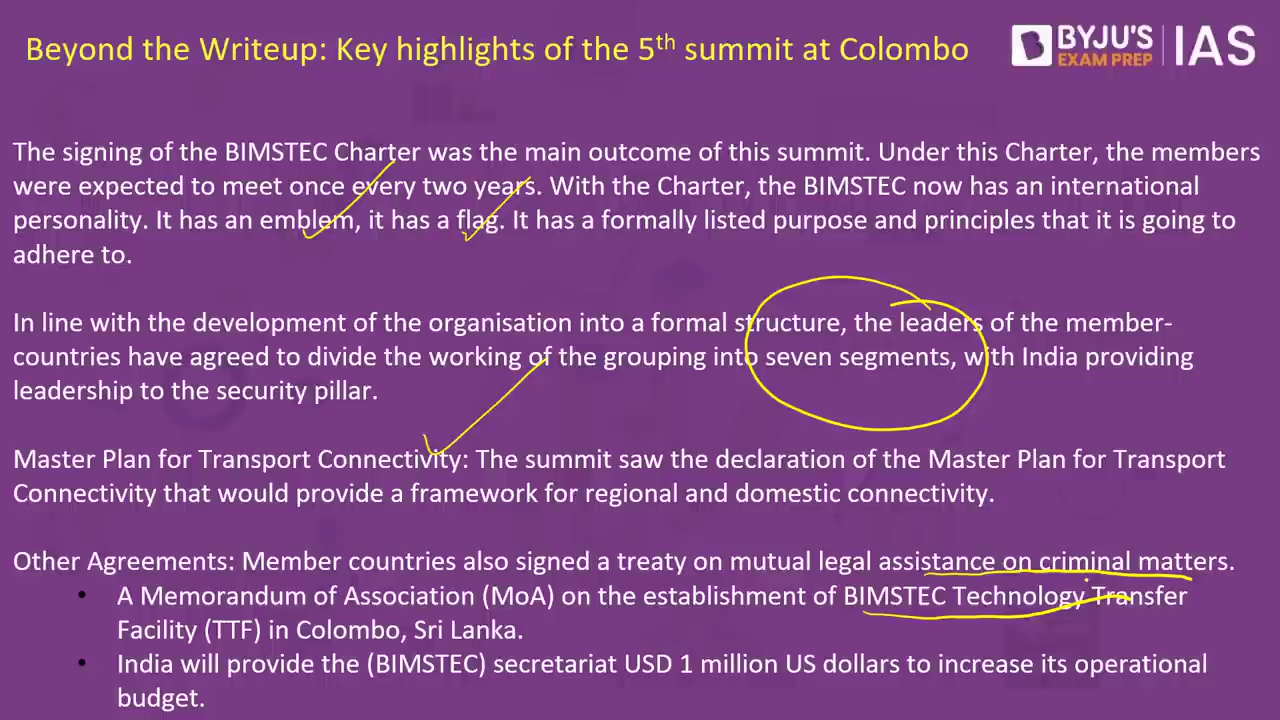 Beyond the Writeup: Key highlights of the 5th summit at Colombo
BYJU'S
EXAM PREP
IAS
The signing of the BIMSTEC Charter was the main outcome of this summit. Under this Charter, the members
were expected to meet once every two years. With the Charter, the BIMSTEC now has an international
personality. It has an emblem, it has a flag. It has a formally listed purpose and principles that it is going to
adhere to.
In line with the development of the organisation into a formal structure, the leaders of the member-
countries have agreed to divide the working of the grouping into seven segments, with India providing
leadership to the security pillar.
Master Plan for Transport Connectivity: The summit saw the declaration of the Master Plan for Transport
Connectivity that would provide a framework for regional and domestic connectivity.
Other Agreements: Member countries also signed a treaty on mutual legal assistance on criminal matters.
• A Memorandum of Association (MoA) on the establishment of BIMSTEC Technology Transfer
Facility (TTF) in Colombo, Sri Lanka.
• India will provide the (BIMSTEC) secretariat USD 1 million US dollars to increase its operational
budget.